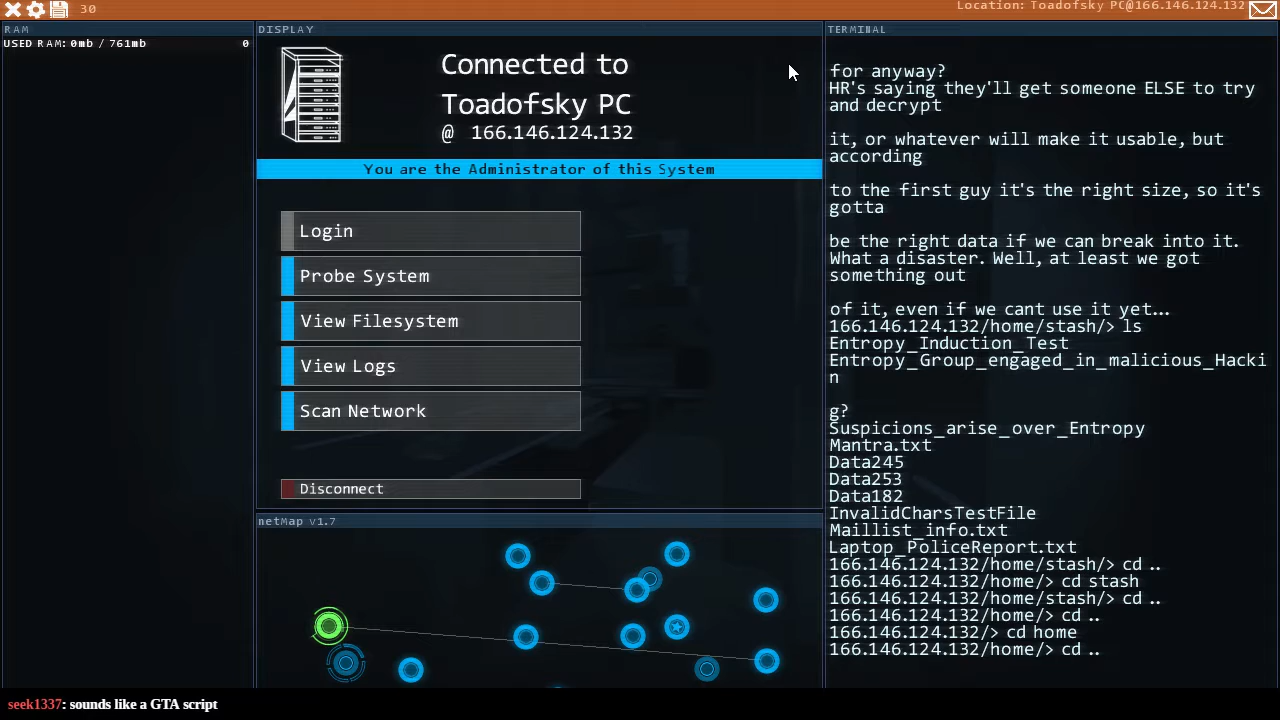 30
Location: Toadofsky PC@166.146.124.132
RAM
USED RAM: 0mb / 761mb 0
DISPLAY
Connected to
Toadofsky PC
@ 166.146.124.132
You are the Administrator of this System
Login
Probe System
View Filesystem
View Logs
Scan Network
Disconnect
netMap v1.7
TERMINAL
for anyway?
HR's saying they'll get someone ELSE to try
and decrypt
it, or whatever will make it usable, but
according
to the first guy it's the right size, so it's
gotta
be the right data if we can break into it.
What a disaster. Well, at least we got
something out
of it, even if we cant use it yet...
166.146.124.132/home/stash/> ls
Entropy_Induction_Test
Entropy_Group_engaged_in_malicious_Hacki
n
g?
Suspicions_arise_over_Entropy
Mantra.txt
Data245
Data253
Data182
InvalidCharsTestFile
Maillist_info.txt
Laptop_PoliceReport.txt
166.146.124.132/home/stash/> cd ..
166.146.124.132/home/> cd stash
166.146.124.132/home/stash/> cd ..
166.146.124.132/home/> cd ..
166.146.124.132/> cd home
166.146.124.132/home/> cd ..
seek1337: sounds like a GTA script